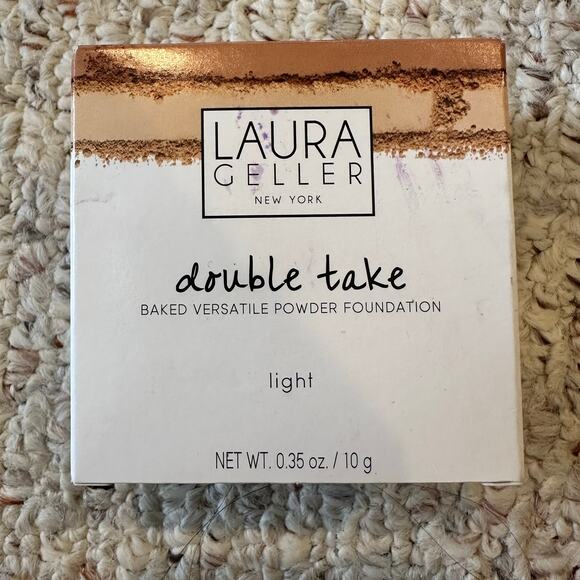 LAURA
GELLER
NEW YORK
double take
BAKED VERSATILE POWDER FOUNDATION
light
NET WT. 0.35 oz. / 10 g